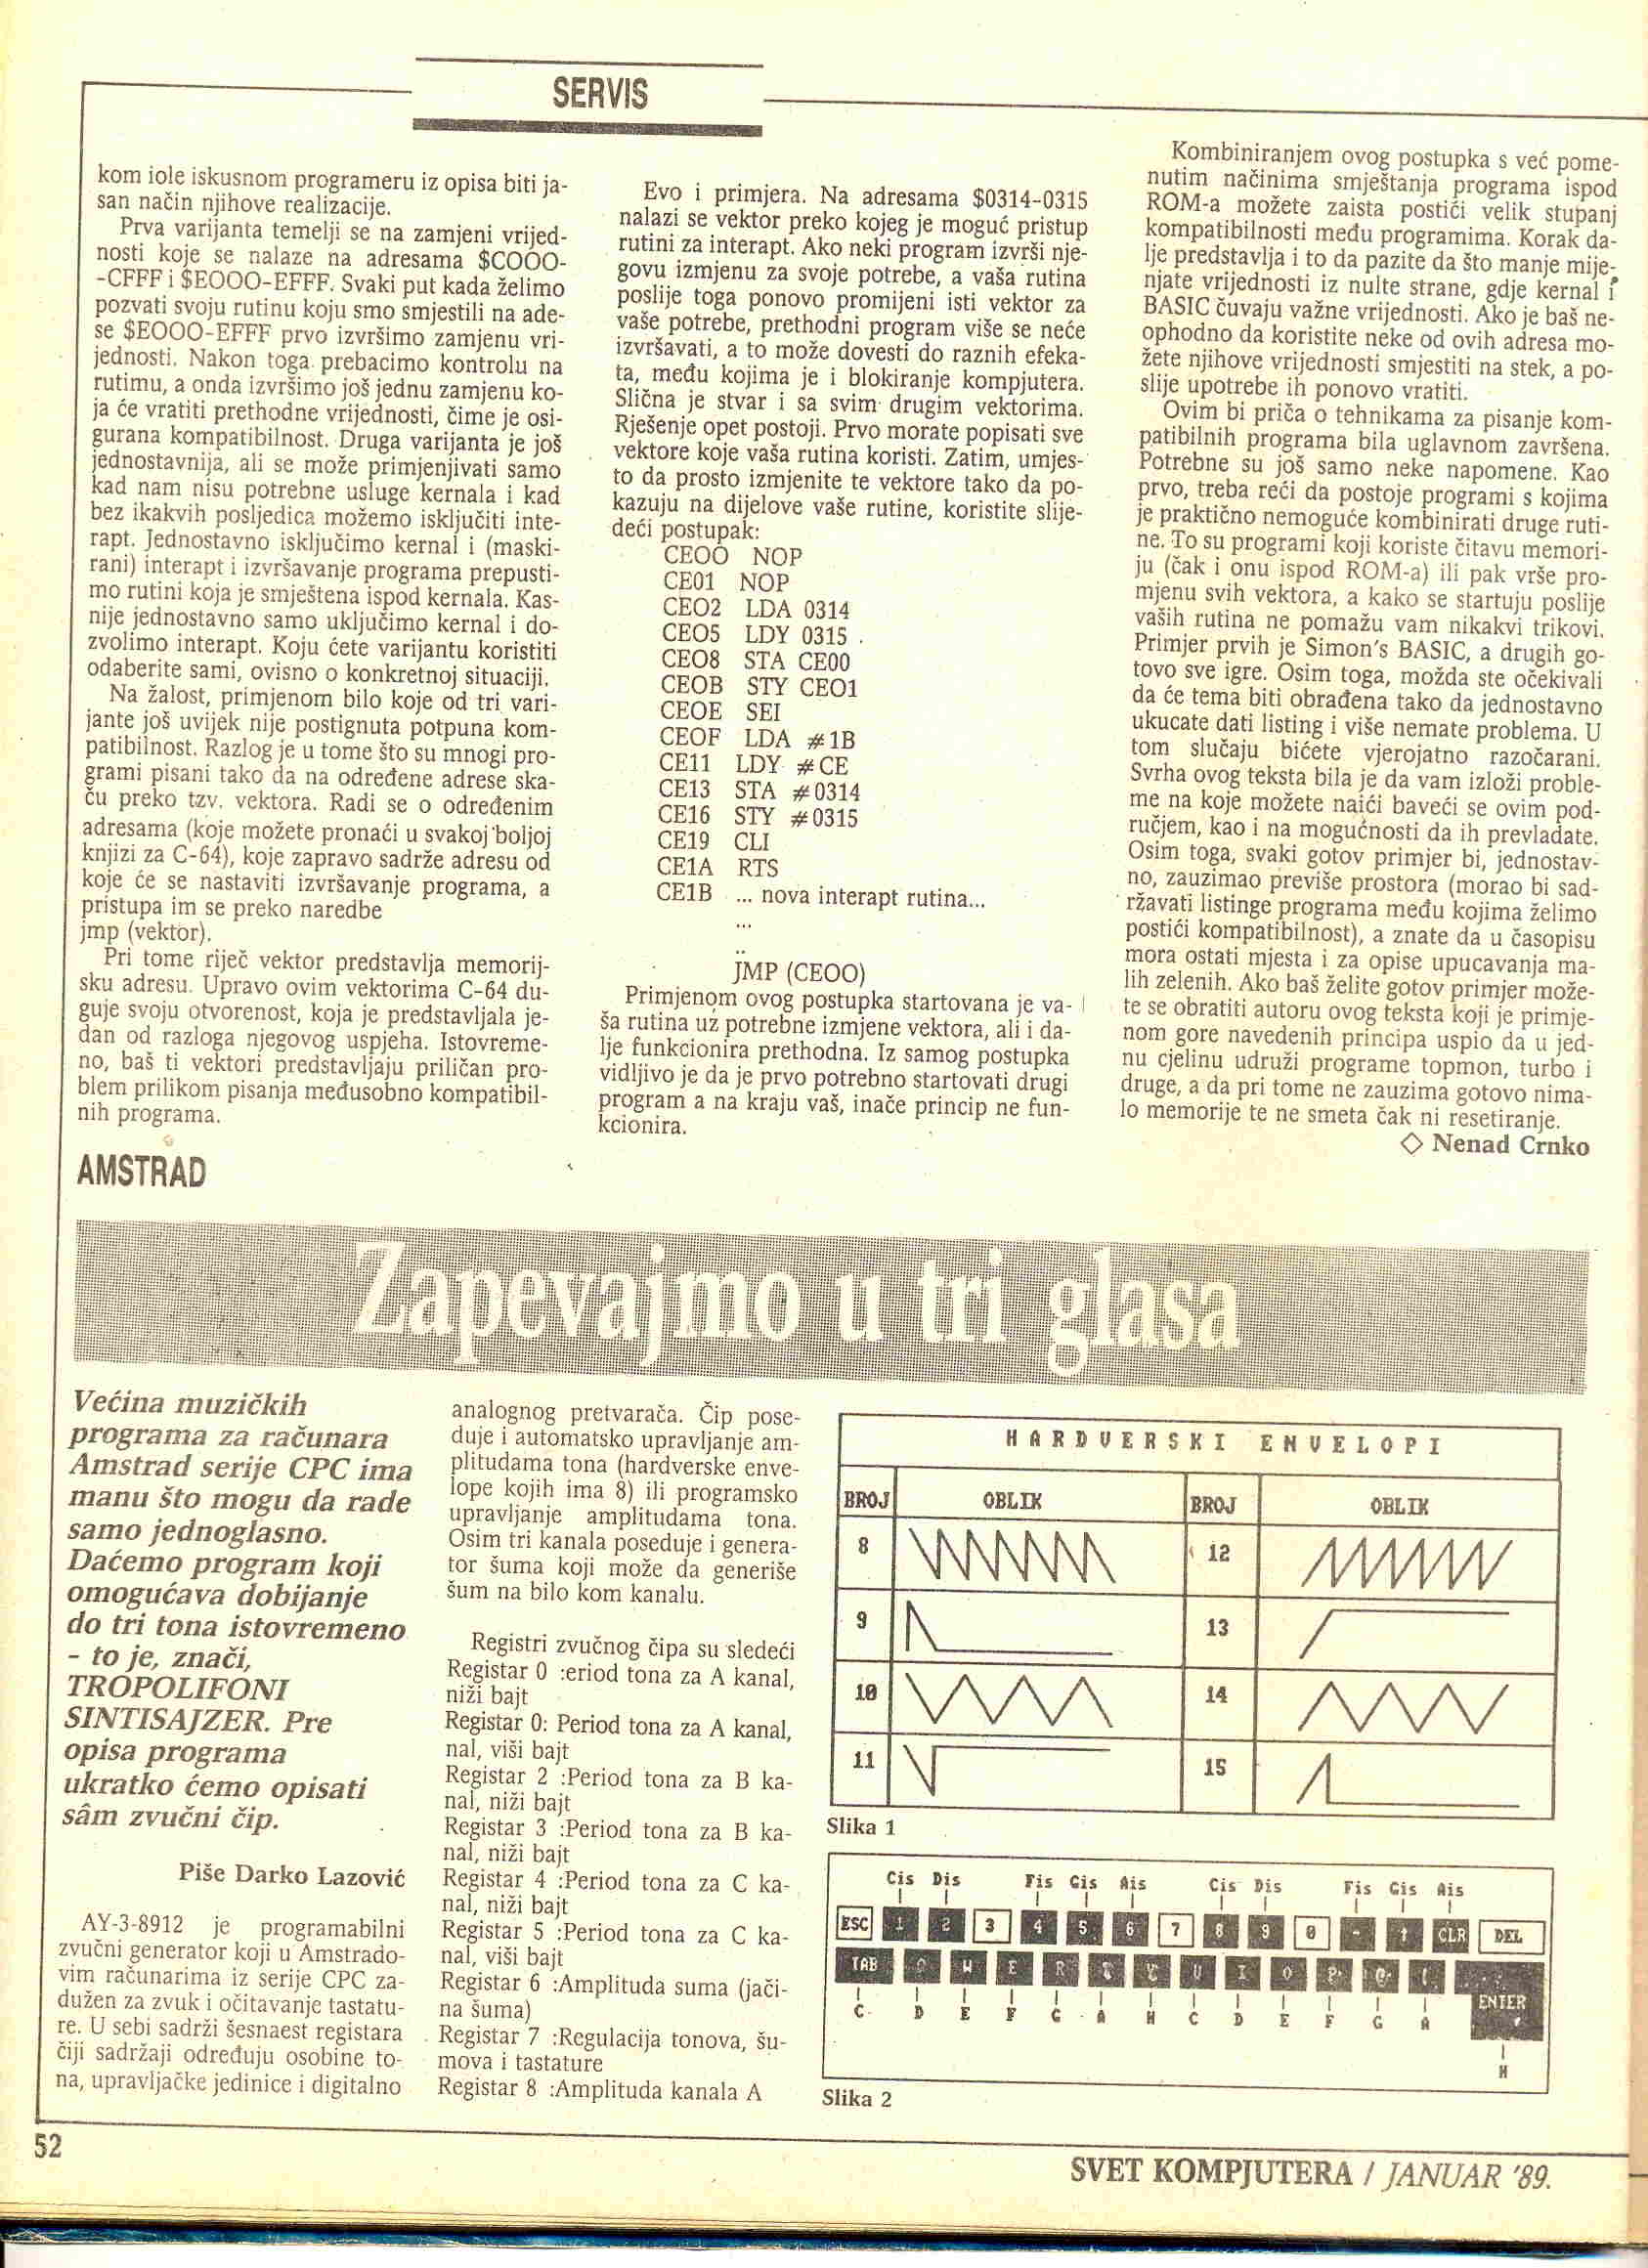 SERVIS
kom iole iskusnom programeru iz opisa biti ja-
san način njihove realizacije.
Prva varijanta temelji se na zamjeni vrijed-
nosti koje se nalaze na adresama $COOO-
-CFFF i $EOOO-EFFF. Svaki put kada želimo
pozvati svoju rutinu koju smo smjestili na ade-
se $EOOO-EFFF prvo izvršimo zamjenu vri-
jednosti. Nakon toga prebacimo kontrolu na
rutimu, a onda izvršimo još jednu zamjenu ko-
ja će vratiti prethodne vrijednosti, čime je osi-
gurana kompatibilnost. Druga varijanta je još
jednostavnija, ali se može primjenjivati samo
kad nam nisu potrebne usluge kernala i kad
bez ikakvih posljedica možemo isključiti inte-
rapt. Jednostavno isključimo kernal i (maski-
rani) interapt i izvršavanje programa prepusti-
mo rutini koja je smještena ispod kernala. Kas-
nije jednostavno samo uključimo kernal i do-
zvolimo interapt. Koju ćete varijantu koristiti
odaberite sami, ovisno o konkretnoj situaciji.
Na žalost, primjenom bilo koje od tri vari-
jante još uvijek nije postignuta potpuna kom-
patibilnost. Razlog je u tome što su mnogi pro-
grami pisani tako da na određene adrese ska-
ču preko tzv. vektora. Radi se o određenim
adresama (koje možete pronaći u svakoj boljoj
knjizi za C-64), koje zapravo sadrže adresu od
koje će se nastaviti izvršavanje programa, a
pristupa im se preko naredbe
jmp (vektor).
Pri tome riječ vektor predstavlja memorij-
sku adresu. Upravo ovim vektorima C-64 du-
guje svoju otvorenost, koja je predstavljala je-
dan od razloga njegovog uspjeha. Istovreme-
no, baš ti vektori predstavljaju priličan pro-
blem prilikom pisanja međusobno kompatibil-
nih programa.
Evo i primjera. Na adresama $0314-0315
nalazi se vektor preko kojeg je moguć pristup
rutini za interapt. Ako neki program izvrši nje-
govu izmjenu za svoje potrebe, a vaša rutina
poslije toga ponovo promijeni isti vektor za
vaše potrebe, prethodni program više se neće
izvršavati, a to može dovesti do raznih efeka-
ta, među kojima je i blokiranje kompjutera.
Slična je stvar i sa svim drugim vektorima.
Rješenje opet postoji. Prvo morate popisati sve
vektore koje vaša rutina koristi. Zatim, umjes-
to da prosto izmjenite te vektore tako da po-
kazuju na dijelove vaše rutine, koristite slije-
deći postupak:
CEOO NOP
CE01 NOP
CEO2 LDA 0314
CEO5 LDY 0315
CEO8 STA CE00
CEOB STY CEO1
CEOE SEI
CEOF LDA #1B
CE11 LDY #CE
CE13 STA #0314
CE16 STY #0315
CE19 CLI
CE1A RTS
CE1B ... nova interapt rutina...
...
..
JMP (CEOO)
Primjenom ovog postupka startovana je va-
ša rutina uz potrebne izmjene vektora, ali i da-
lje funkcionira prethodna. Iz samog postupka
vidljivo je da je prvo potrebno startovati drugi
program a na kraju vaš, inače princip ne fun-
kcionira.
Kombiniranjem ovog postupka s već pome-
nutim načinima smještanja programa ispod
ROM-a možete zaista postići velik stupanj
kompatibilnosti među programima. Korak da-
lje predstavlja i to da pazite da što manje mije-
njate vrijednosti iz nulte strane, gdje kernal i
BASIC čuvaju važne vrijednosti. Ako je baš ne-
ophodno da koristite neke od ovih adresa mo-
žete njihove vrijednosti smjestiti na stek, a po-
slije upotrebe ih ponovo vratiti.
Ovim bi priča o tehnikama za pisanje kom-
patibilnih programa bila uglavnom završena.
Potrebne su još samo neke napomene. Kao
prvo, treba reći da postoje programi s kojima
je praktično nemoguće kombinirati druge ruti-
ne. To su programi koji koriste čitavu memori-
ju (čak i onu ispod ROM-a) ili pak vrše pro-
mjenu svih vektora, a kako se startuju poslije
vaših rutina ne pomažu vam nikakvi trikovi.
Primjer prvih je Simon's BASIC, a drugih go-
tovo sve igre. Osim toga, možda ste očekivali
da će tema biti obrađena tako da jednostavno
ukucate dati listing i više nemate problema. U
tom slučaju bićete vjerojatno razočarani.
Svrha ovog teksta bila je da vam izloži proble-
me na koje možete naići baveći se ovim pod-
ručjem, kao i na mogućnosti da ih prevladate.
Osim toga, svaki gotov primjer bi, jednostav-
no, zauzimao previše prostora (morao bi sad-
ržavati listinge programa među kojima želimo
postići kompatibilnost), a znate da u časopisu
mora ostati mjesta i za opise upucavanja ma-
lih zelenih. Ako baš želite gotov primjer može-
te se obratiti autoru ovog teksta koji je primje-
nom gore navedenih principa uspio da u jed-
nu cjelinu udruži programe topmon, turbo i
druge, a da pri tome ne zauzima gotovo nima-
lo memorije te ne smeta čak ni resetiranje.
◇ Nenad Crnko
AMSTRAD
Zapevajmo u tri glasa
Većina muzičkih
programa za računara
Amstrad serije CPC ima
manu što mogu da rade
samo jednoglasno.
Daćemo program koji
omogućava dobijanje
do tri tona istovremeno
- to je, znači,
TROPOLIFONI
SINTISAJZER. Pre
opisa programa
ukratko ćemo opisati
sâm zvučni čip.
Piše Darko Lazović
AY-3-8912 je programabilni
zvučni generator koji u Amstrado-
vim računarima iz serije CPC za-
dužen za zvuk i očitavanje tastatu-
re. U sebi sadrži šesnaest registara
čiji sadržaji određuju osobine to-
na, upravljačke jedinice i digitalno
analognog pretvarača. Čip pose-
duje i automatsko upravljanje am-
plitudama tona (hardverske enve-
lope kojih ima 8) ili programsko
upravljanje amplitudama tona.
Osim tri kanala poseduje i genera-
tor šuma koji može da generiše
šum na bilo kom kanalu.
Registri zvučnog čipa su sledeći
Registar 0 :eriod tona za A kanal,
niži bajt
Registar 0: Period tona za A kanal,
nal, viši bajt
Registar 2 :Period tona za B ka-
nal, niži bajt
Registar 3 :Period tona za B ka-
nal, niži bajt
Registar 4 :Period tona za C ka-
nal, niži bajt
Registar 5 :Period tona za C ka-
nal, viši bajt
Registar 6 :Amplituda suma (jači-
na šuma)
Registar 7 :Regulacija tonova, šu-
mova i tastature
Registar 8 :Amplituda kanala A
HARDVERSKI ENVELOPI
BROJ OBLIK BROJ OBLIK
8 12
9 13
10 14
11 15
Slika 1
Cis Dis Fis Gis Ais Cis Dis Fis Gis Ais
ESC 1 2 3 4 5 6 7 8 9 0 - ↑ CLR DEL
TAB Q W E R T Y U I O P @ [
ENTER
C D E F G A H C D E F G A
H
Slika 2
52
SVET KOMPJUTERA / JANUAR '89.